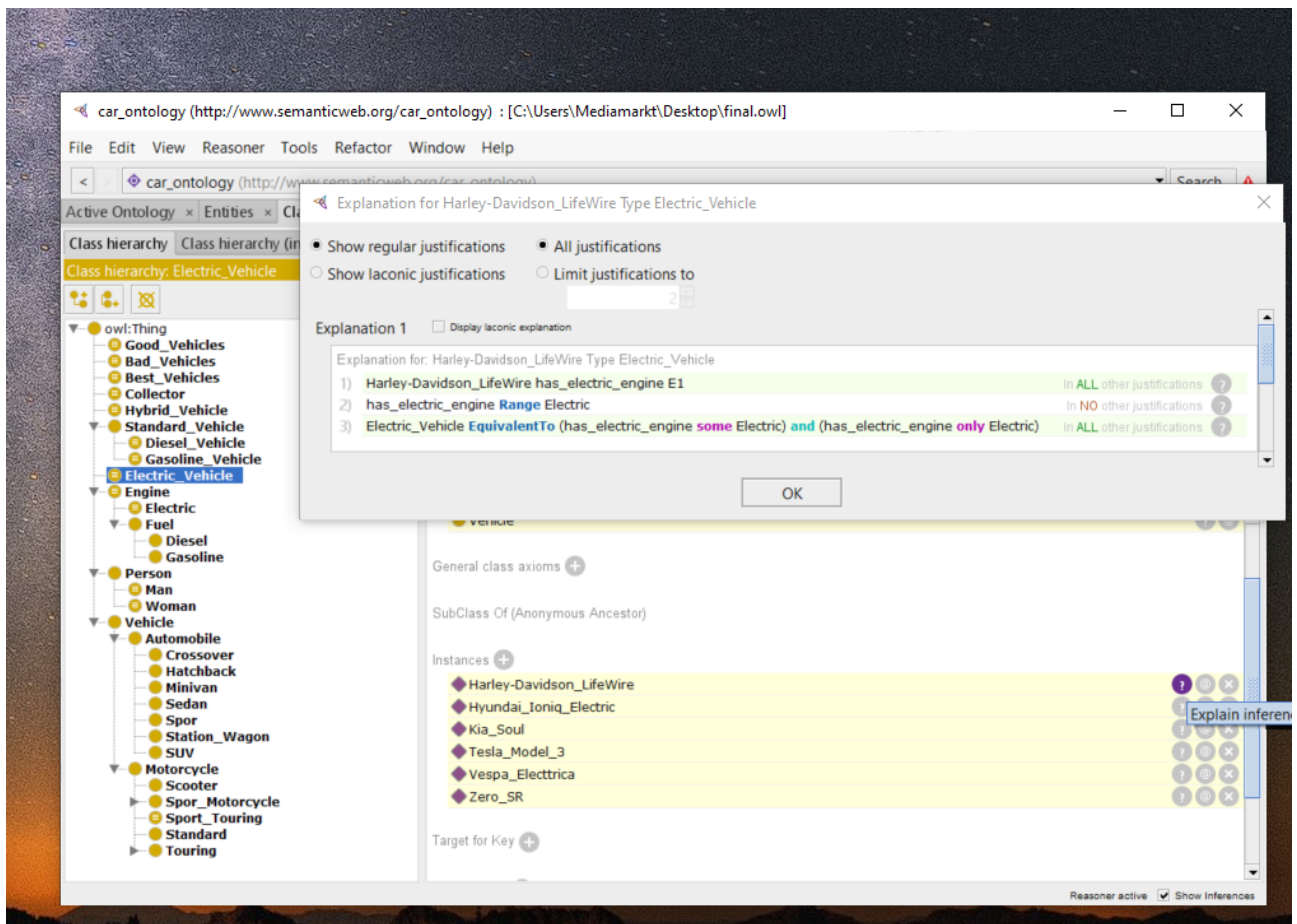 car_ontology (http://www.semanticweb.org/car_ontology) : [C:\Users\Mediamarkt\Desktop\final.owl]
File Edit View Reasoner Tools Refactor Window Help
< > car_ontology (http://www.semanticweb.org/car_ontology) Search
Active Ontology × Entities × Cl
Explanation for Harley-Davidson_LifeWire Type Electric_Vehicle
Class hierarchy Class hierarchy (in
Show regular justifications All justifications
Class hierarchy: Electric_Vehicle
Show laconic justifications Limit justifications to
2
Explanation 1 Display laconic explanation
Explanation for: Harley-Davidson_LifeWire Type Electric_Vehicle
1) Harley-Davidson_LifeWire has_electric_engine E1 In ALL other justifications ?
2) has_electric_engine Range Electric In NO other justifications ?
3) Electric_Vehicle EquivalentTo (has_electric_engine some Electric) and (has_electric_engine only Electric) In ALL other justifications ?
OK
owl:Thing
Good_Vehicles
Bad_Vehicles
Best_Vehicles
Collector
Hybrid_Vehicle
Standard_Vehicle
Diesel_Vehicle
Gasoline_Vehicle
Electric_Vehicle
Engine
Electric
Fuel
Diesel
Gasoline
Person
Man
Woman
Vehicle
Automobile
Crossover
Hatchback
Minivan
Sedan
Spor
Station_Wagon
SUV
Motorcycle
Scooter
Spor_Motorcycle
Sport_Touring
Standard
Touring
Vehicle
General class axioms
SubClass Of (Anonymous Ancestor)
Instances
Harley-Davidson_LifeWire
Hyundai_Ioniq_Electric
Explain inferen
Kia_Soul
Tesla_Model_3
Vespa_Electtrica
Zero_SR
Target for Key
Reasoner active Show Inferences